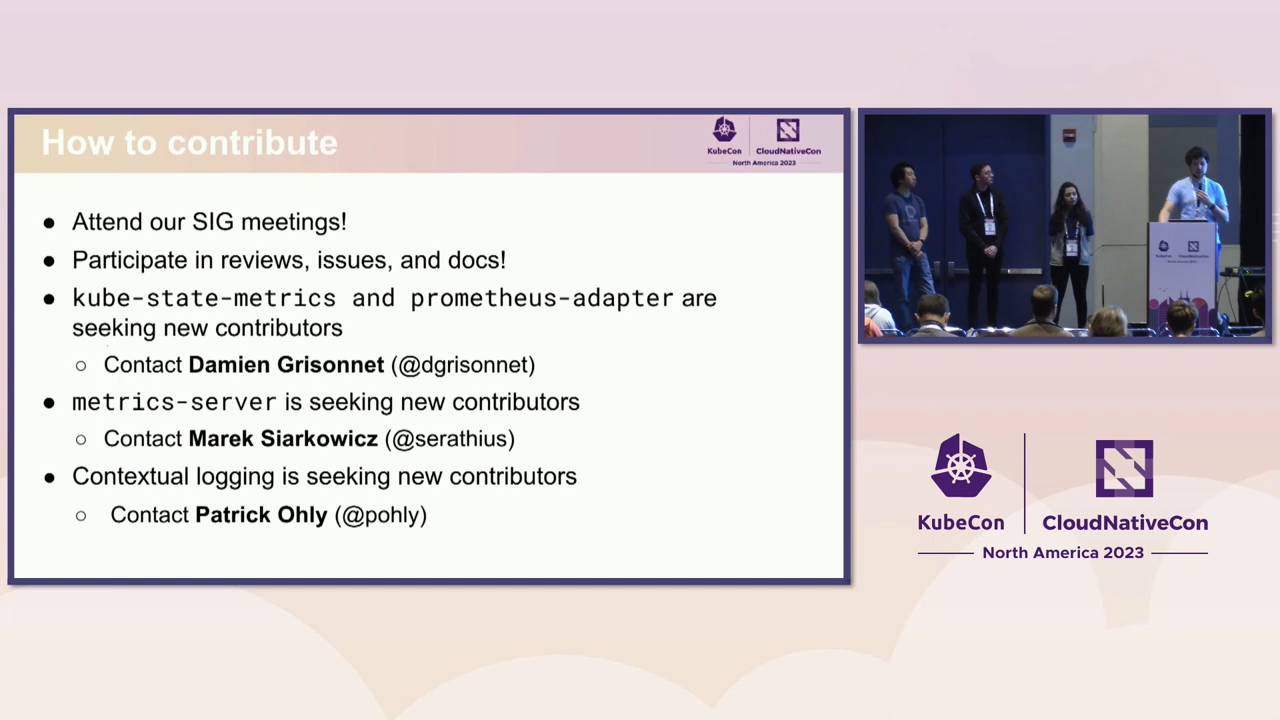 How to contribute
KubeCon
CloudNativeCon
North America 2023
● Attend our SIG meetings!
● Participate in reviews, issues, and docs!
● kube-state-metrics and prometheus-adapter are
seeking new contributors
○ Contact Damien Grisonnet (@dgrisonnet)
● metrics-server is seeking new contributors
○ Contact Marek Siarkowicz (@serathius)
● Contextual logging is seeking new contributors
○ Contact Patrick Ohly (@pohly)
KubeCon
CloudNativeCon
North America 2023